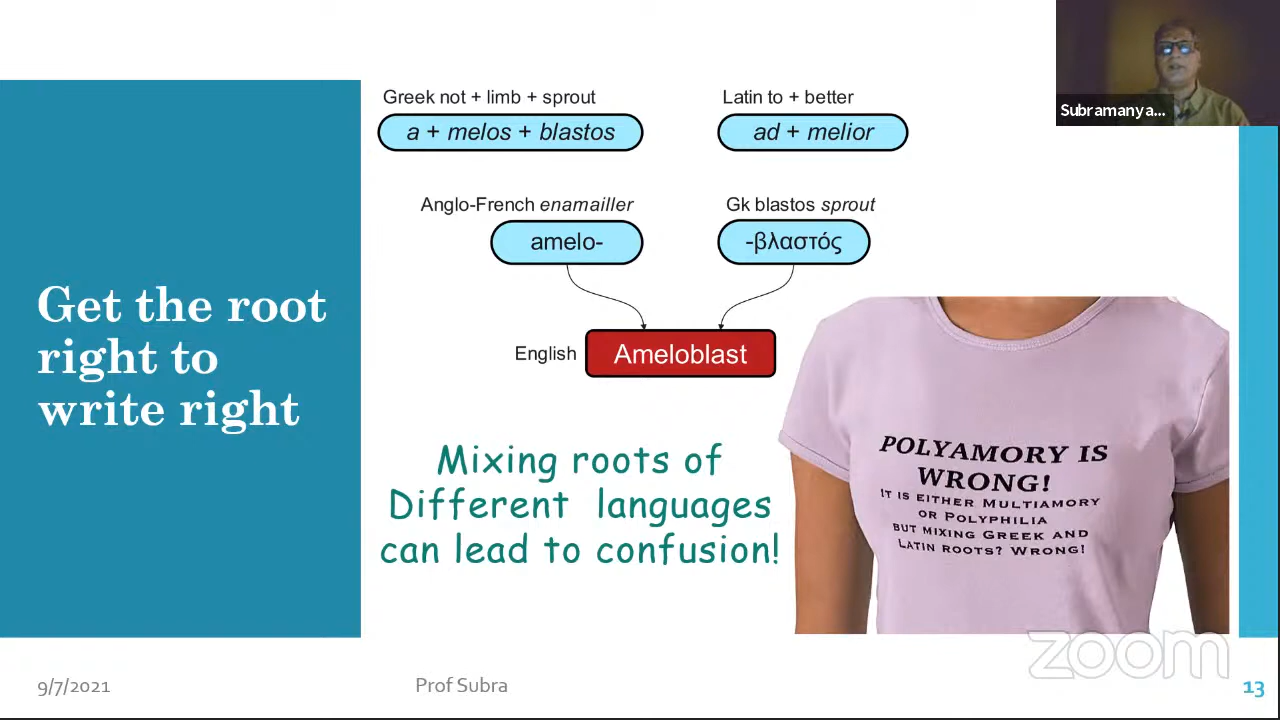 Subramanya...
Get the root
right to
write right
Greek not + limb + sprout
a + melos + blastos
Latin to + better
ad + melior
Anglo-French enamailler
amelo-
Gk blastos sprout
-βλαστός
English
Ameloblast
Mixing roots of
Different languages
can lead to confusion!
POLYAMORY IS
WRONG!
IT IS EITHER MULTIAMORY
OR POLYPHILIA
BUT MIXING GREEK AND
LATIN ROOTS? WRONG!
zoom
9/7/2021
Prof Subra
13